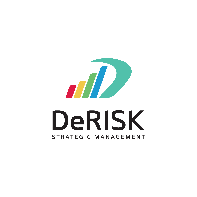 DeRISK
STRATEGIC MANAGEMENT